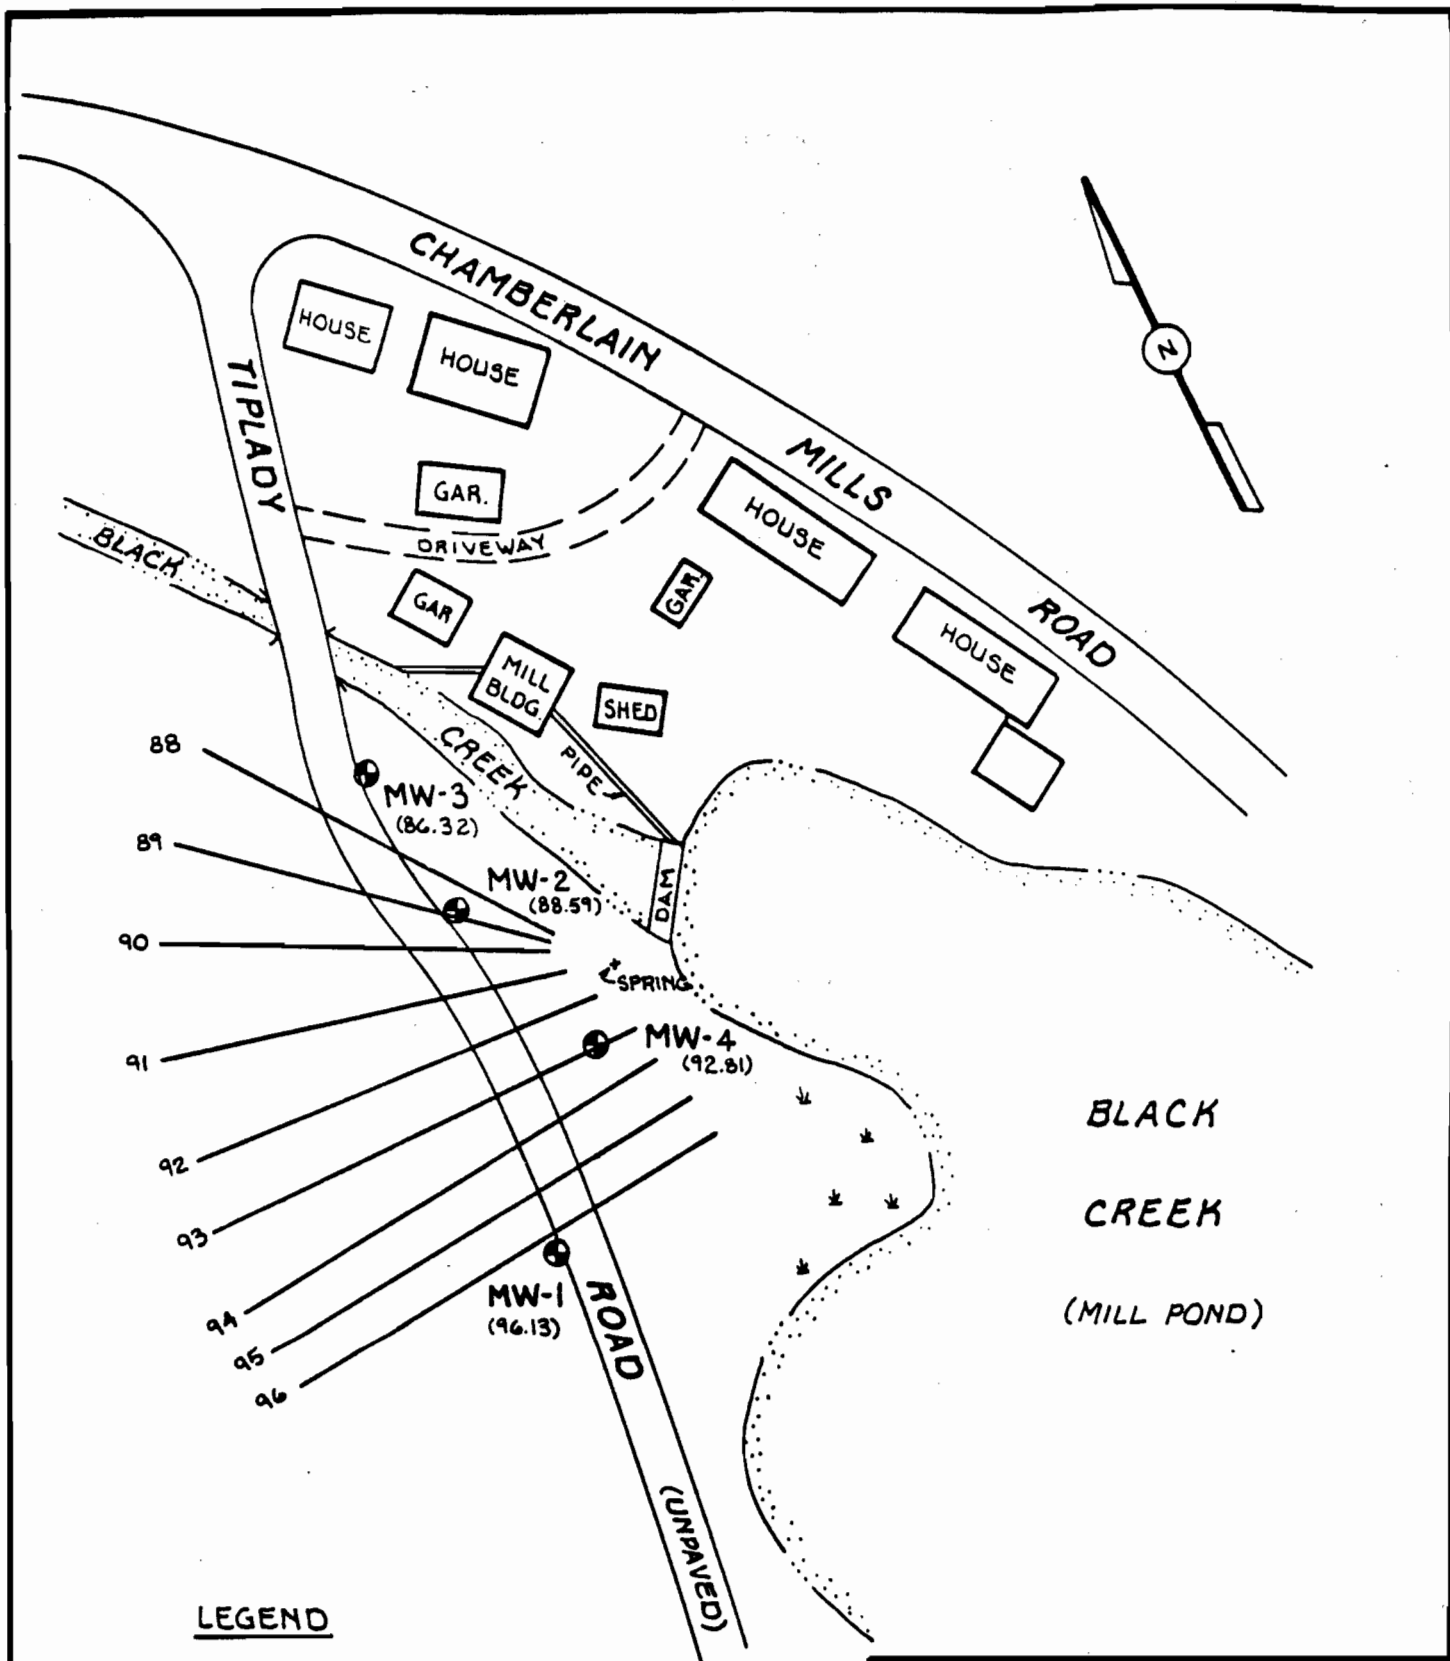 CHAMBERLAIN MILLS ROAD
N
HOUSE
HOUSE
TIPLADY ROAD (UNPAVED)
GAR.
HOUSE
DRIVEWAY
BLACK CREEK
GAR.
GAR
HOUSE
MILL
BLDG.
SHED
PIPE
88
MW-3
(86.32)
89
MW-2
(88.59)
DAM
90
SPRING
91
MW-4
(92.81)
92
93
94
95
96
MW-1
(96.13)
BLACK
CREEK
(MILL POND)
LEGEND